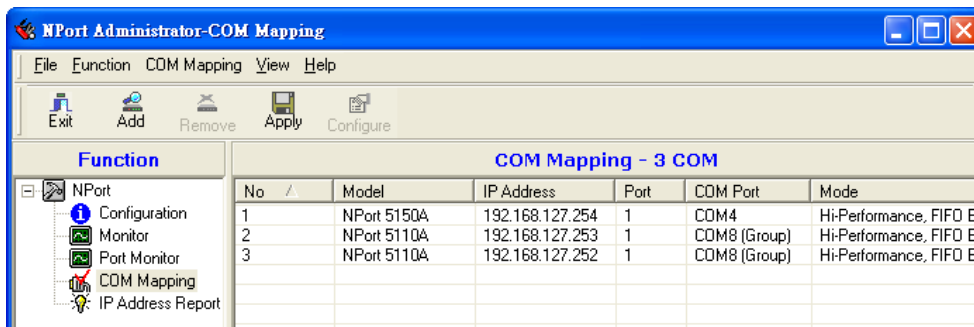 NPort Administrator-COM Mapping
File Function COM Mapping View Help
Exit Add Remove Apply Configure
Function
COM Mapping - 3 COM
NPort
Configuration
Monitor
Port Monitor
COM Mapping
IP Address Report
No Model IP Address Port COM Port Mode
1 NPort 5150A 192.168.127.254 1 COM4 Hi-Performance, FIFO E
2 NPort 5110A 192.168.127.253 1 COM8 (Group) Hi-Performance, FIFO E
3 NPort 5110A 192.168.127.252 1 COM8 (Group) Hi-Performance, FIFO E